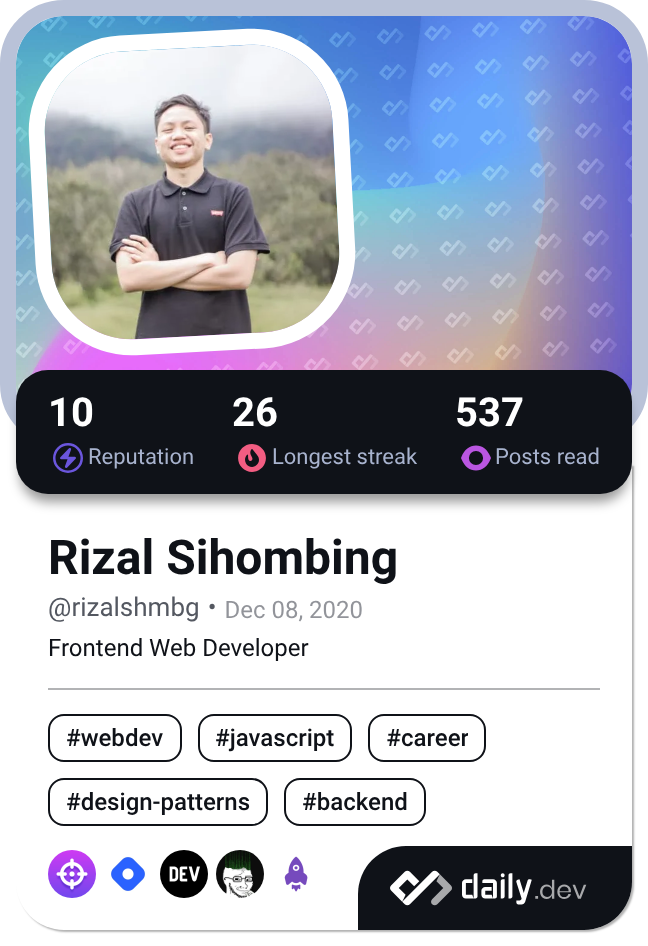 10 26 537
Reputation Longest streak Posts read
Rizal Sihombing
@rizalshmbg • Dec 08, 2020
Frontend Web Developer
#webdev #javascript #career
#design-patterns #backend
DEV
daily.dev